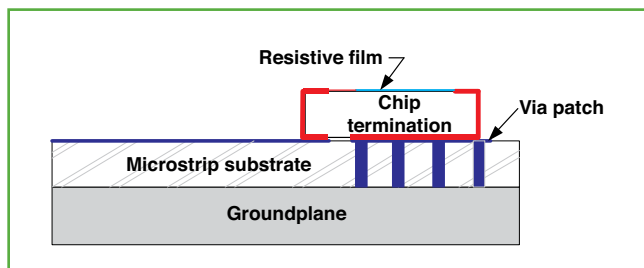 Resistive film
Chip
termination
Via patch
Microstrip substrate
Groundplane